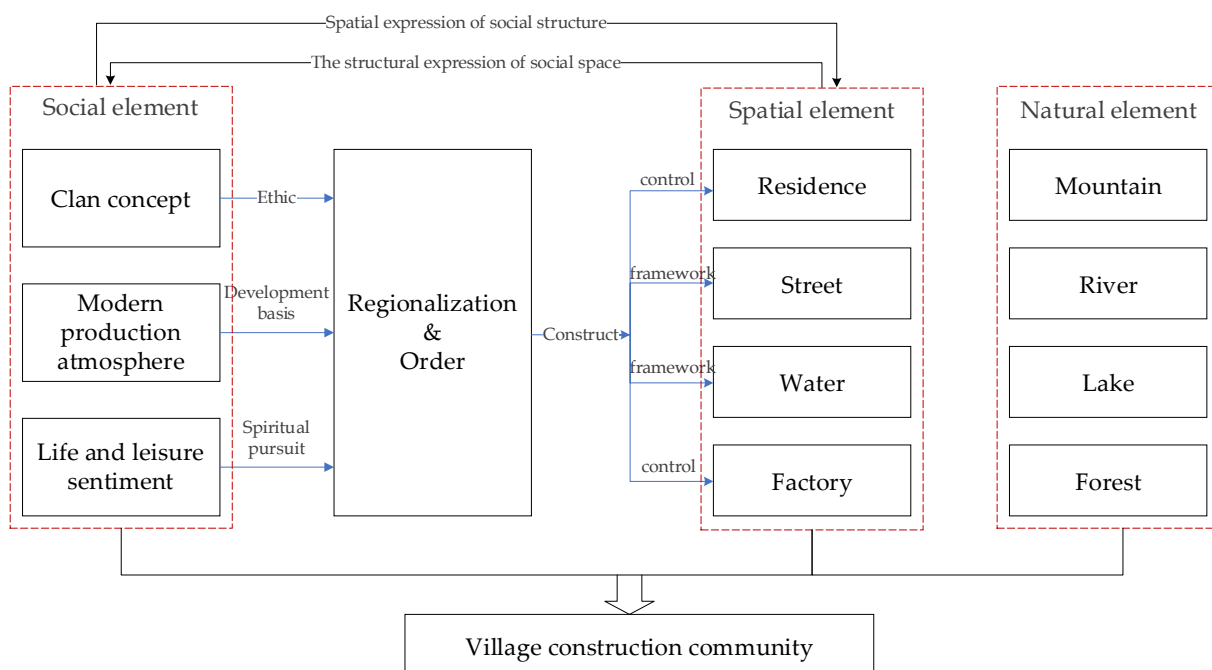 Spatial expression of social structure
The structural expression of social space
Social element
Spatial element
Natural element
Clan concept
Ethic
Modern
production
atmosphere
Development
basis
Life and leisure
sentiment
Spiritual
pursuit
Regionalization
&
Order
Construct
control
framework
framework
control
Residence
Street
Water
Factory
Mountain
River
Lake
Forest
Village construction community